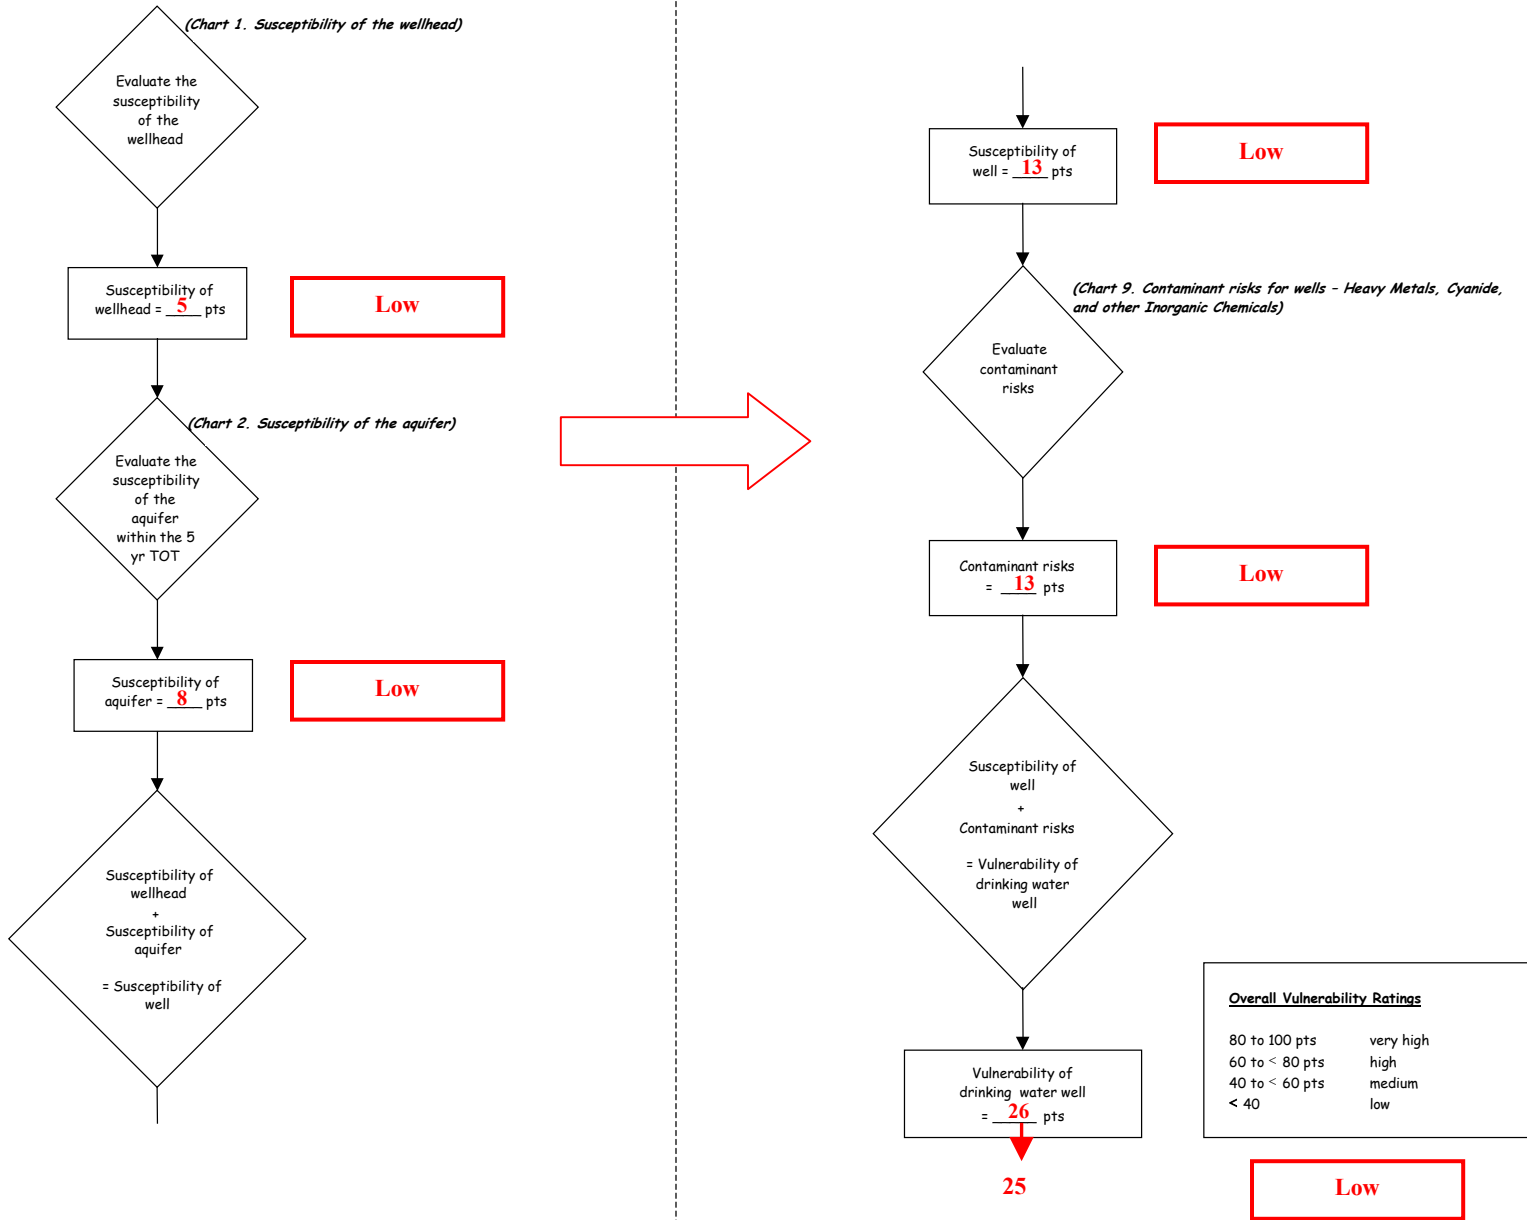 (Chart 1. Susceptibility of the wellhead)
Evaluate the
susceptibility
of the
wellhead
Susceptibility of
wellhead = __5__ pts
Low
(Chart 2. Susceptibility of the aquifer)
Evaluate the
susceptibility
of the
aquifer
within the 5
yr TOT
Susceptibility of
aquifer = __8__ pts
Low
Susceptibility of
wellhead
+
Susceptibility of
aquifer
= Susceptibility of
well
Susceptibility of
well = __13__ pts
Low
(Chart 9. Contaminant risks for wells – Heavy Metals, Cyanide,
and other Inorganic Chemicals)
Evaluate
contaminant
risks
Contaminant risks
= __13__ pts
Low
Susceptibility of
well
+
Contaminant risks
= Vulnerability of
drinking water
well
Vulnerability of
drinking water well
= __26__ pts
25
Overall Vulnerability Ratings
80 to 100 pts very high
60 to < 80 pts high
40 to < 60 pts medium
< 40 low
Low